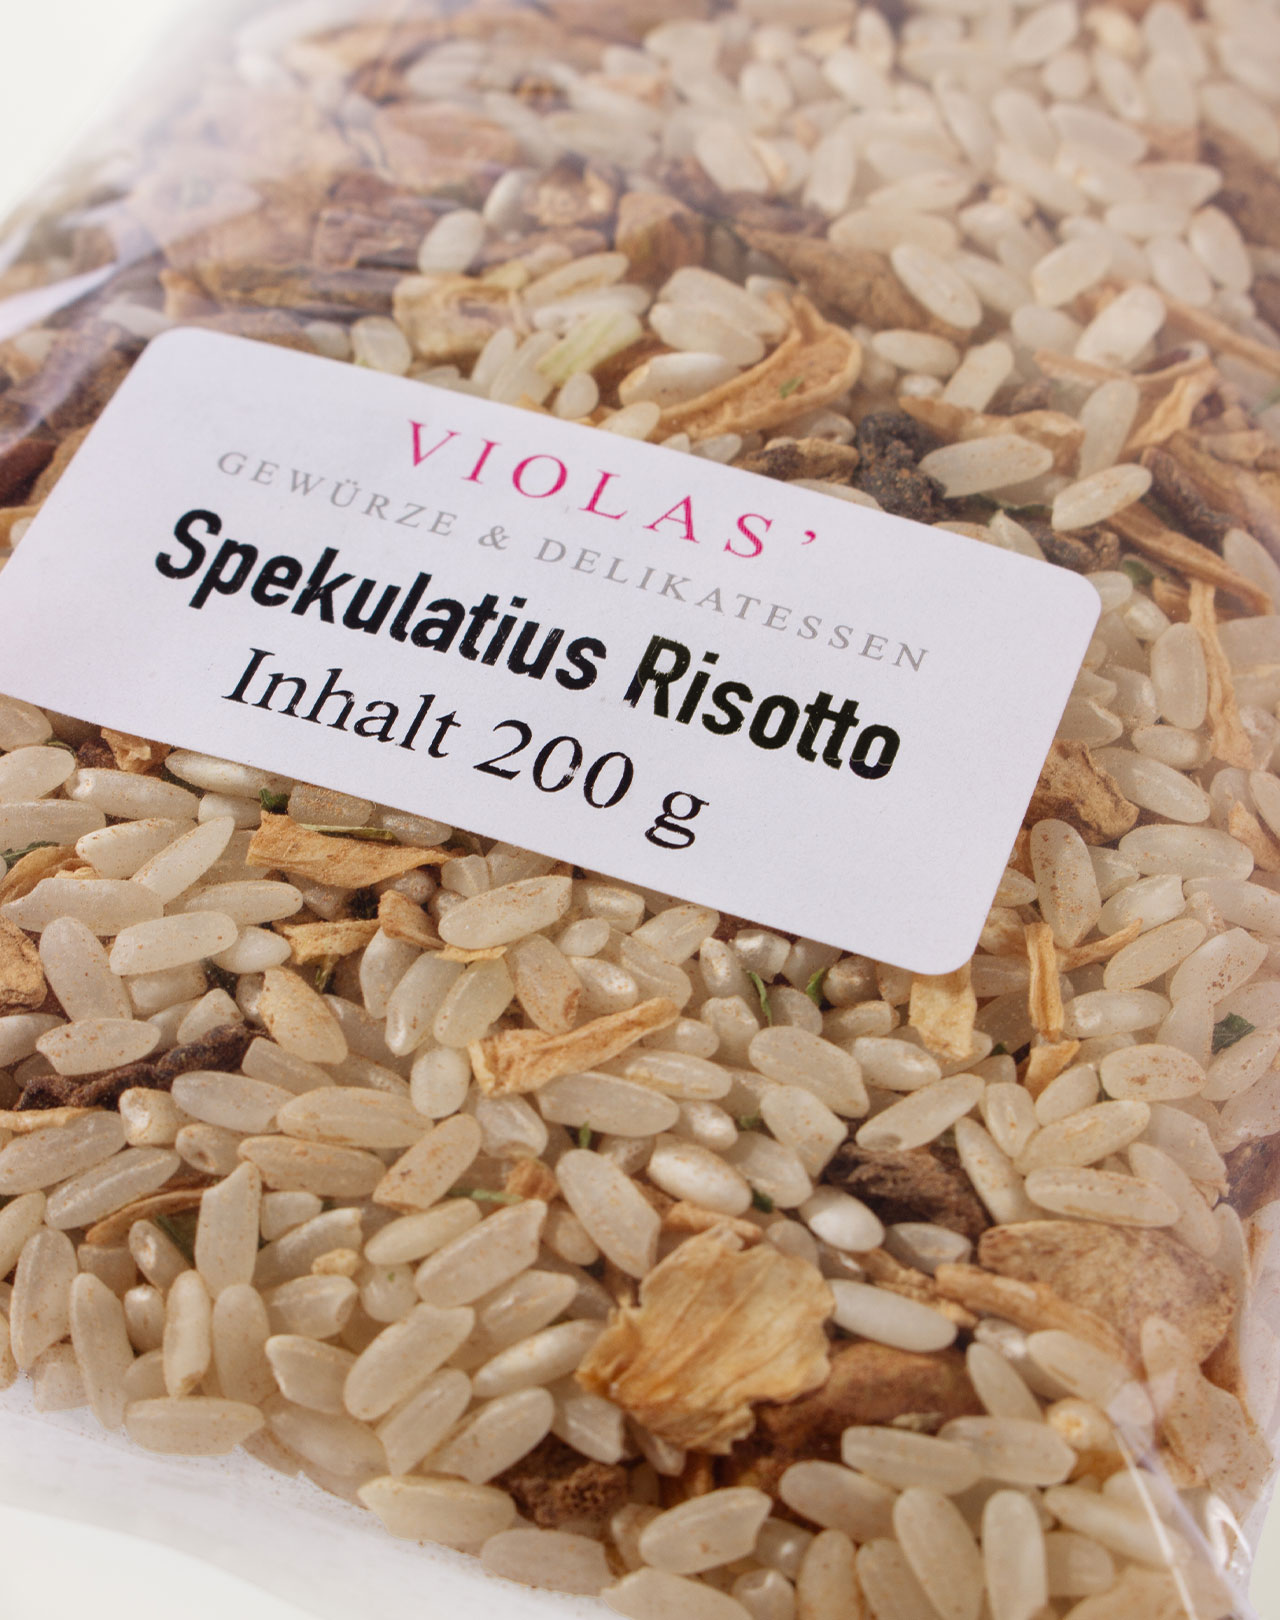 VIOLAS’
GEWÜRZE & DELIKATESSEN
Spekulatius Risotto
Inhalt 200 g